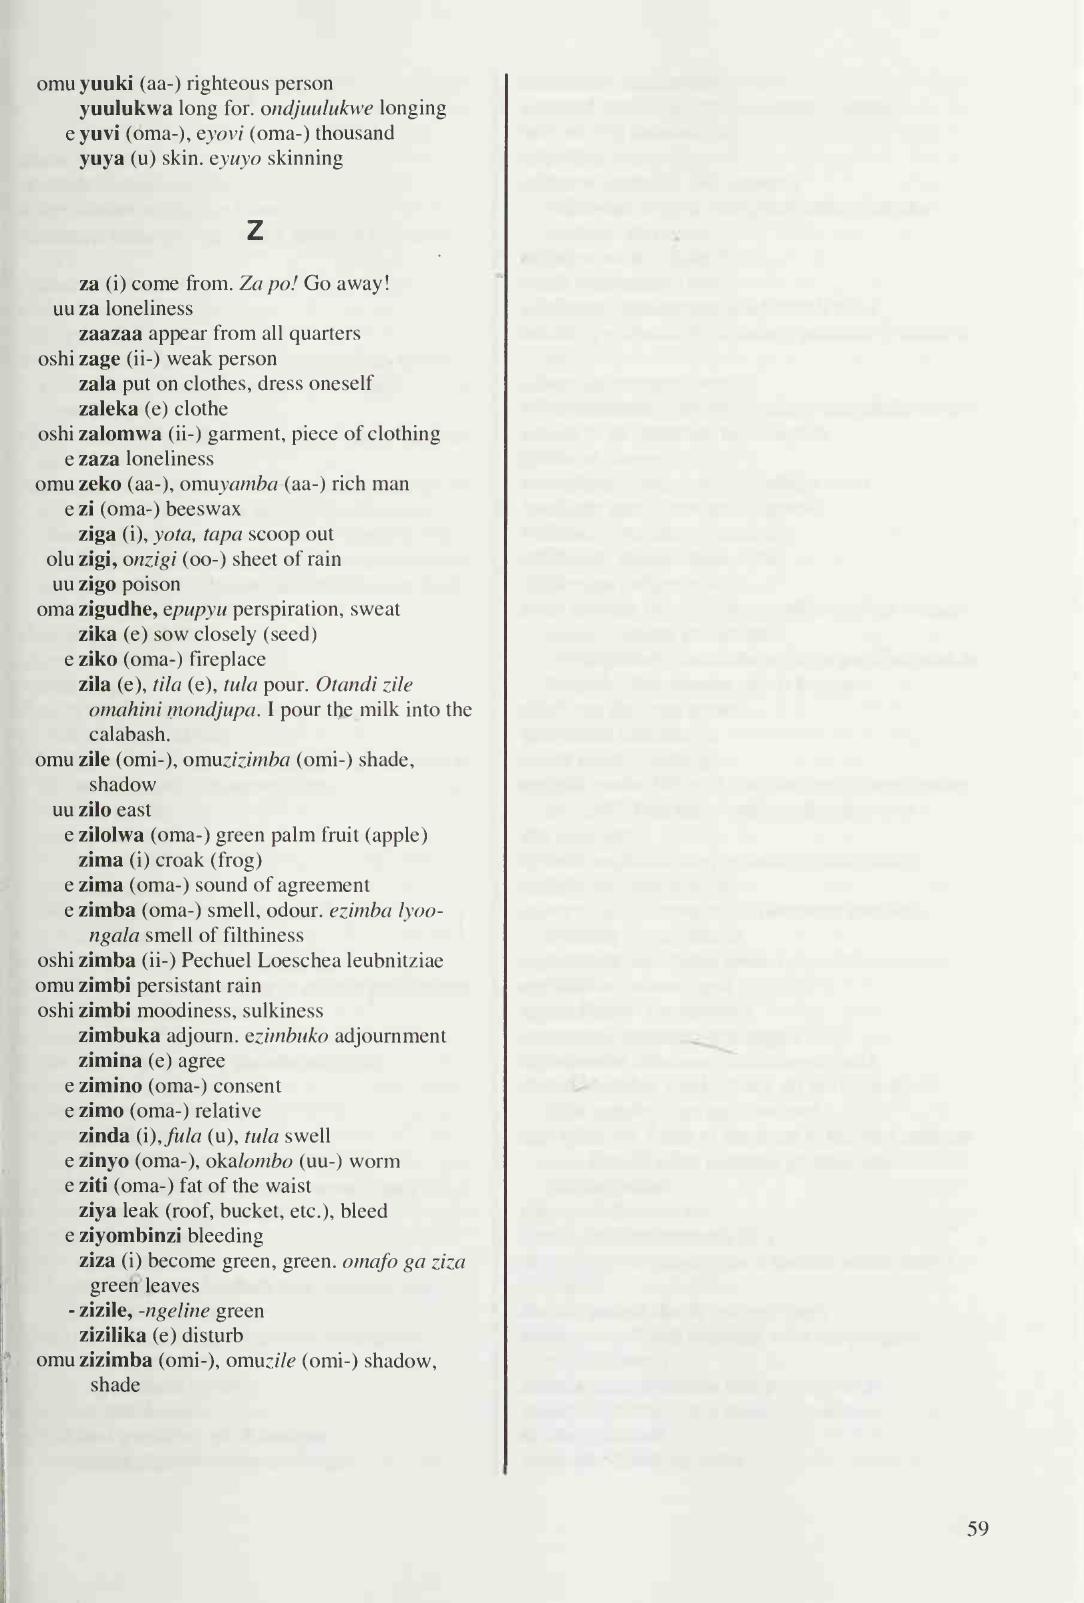 omu yuuki (aa-) righteous person
yuulukwa long for. ondjuulukwe longing
e yuvi (oma-), eyovi (oma-) thousand
yuya (u) skin. eyuyo skinning
Z
za (i) come from. Za po! Go away!
uu za loneliness
zaazaa appear from all quarters
oshi zage (ii-) weak person
zala put on clothes, dress oneself
zaleka (e) clothe
oshi zalomwa (ii-) garment, piece of clothing
e zaza loneliness
omu zeko (aa-), omuyamba (aa-) rich man
e zi (oma-) beeswax
ziga (i), yota, tapa scoop out
olu zigi, onzigi (oo-) sheet of rain
uu zigo poison
oma zigudhe, epupyu perspiration, sweat
zika (e) sow closely (seed)
e ziko (oma-) fireplace
zila (e), tila (e), tula pour. Otandi zile
omahini mondjupa. I pour the milk into the
calabash.
omu zile (omi-), omuzizimba (omi-) shade,
shadow
uu zilo east
e zilolwa (oma-) green palm fruit (apple)
zima (i) croak (frog)
e zima (oma-) sound of agreement
e zimba (oma-) smell, odour. ezimba lyoo-
ngala smell of filthiness
oshi zimba (ii-) Pechuel Loeschea leubnitziae
omu zimbi persistant rain
oshi zimbi moodiness, sulkiness
zimbuka adjourn. ezimbuko adjournment
zimina (e) agree
e zimino (oma-) consent
e zimo (oma-) relative
zinda (i), fula (u), tula swell
e zinyo (oma-), okalombo (uu-) worm
e ziti (oma-) fat of the waist
ziya leak (roof, bucket, etc.), bleed
e ziyombinzi bleeding
ziza (i) become green, green. omafo ga ziza
green leaves
- zizile, -ngeline green
zizilika (e) disturb
omu zizimba (omi-), omuzile (omi-) shadow,
shade
59